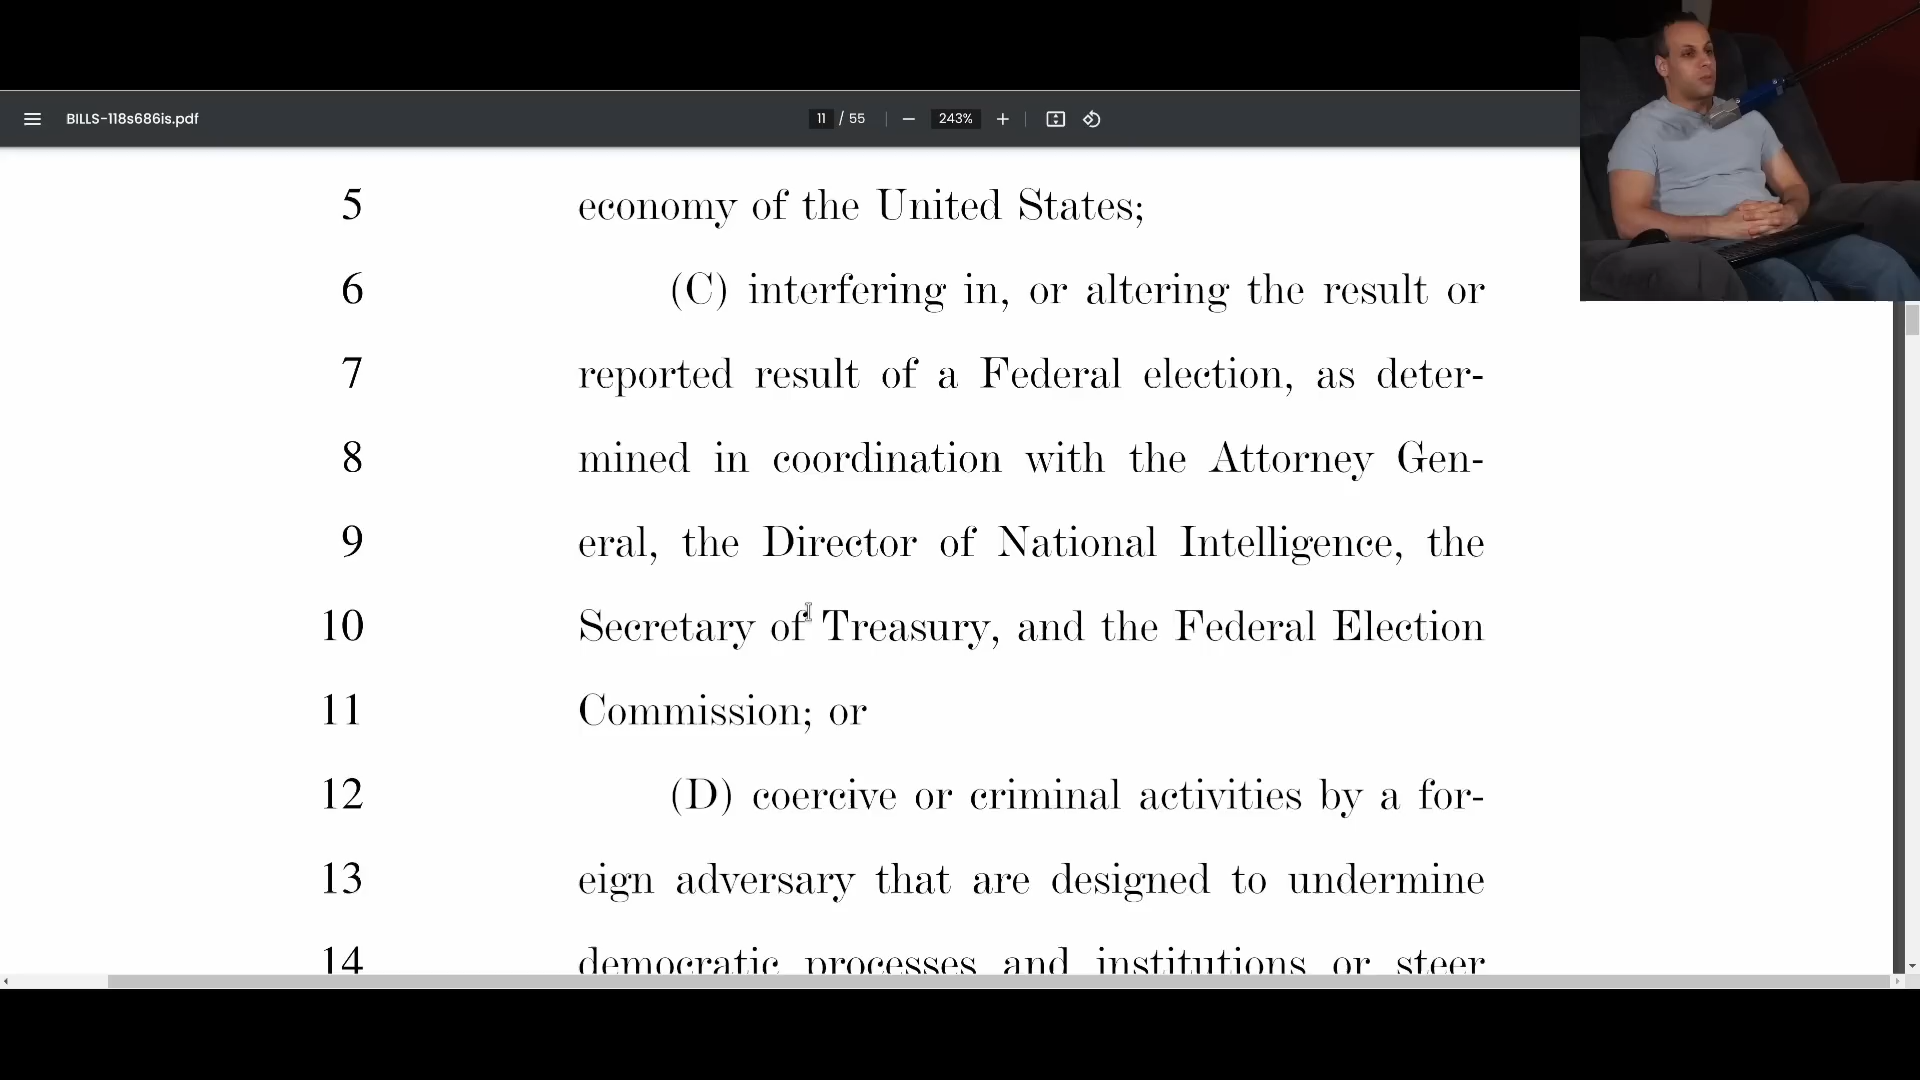 BILLS-118s686is.pdf
11 / 55
243%
5 economy of the United States;
6 (C) interfering in, or altering the result or
7 reported result of a Federal election, as deter-
8 mined in coordination with the Attorney Gen-
9 eral, the Director of National Intelligence, the
10 Secretary of Treasury, and the Federal Election
11 Commission; or
12 (D) coercive or criminal activities by a for-
13 eign adversary that are designed to undermine
14 democratic processes and institutions or steer